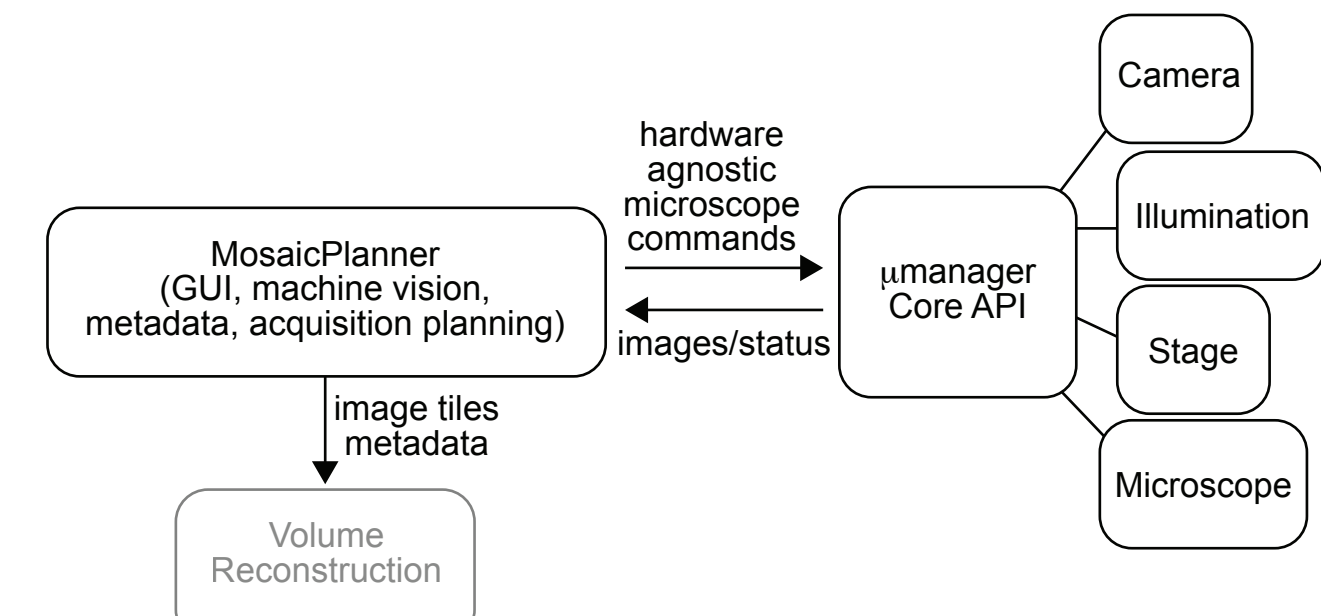 Camera
hardware
agnostic
microscope
commands
Illumination
MosaicPlanner
(GUI, machine vision,
metadata, acquisition planning)
μmanager
Core API
images/status
Stage
image tiles
metadata
Microscope
Volume
Reconstruction